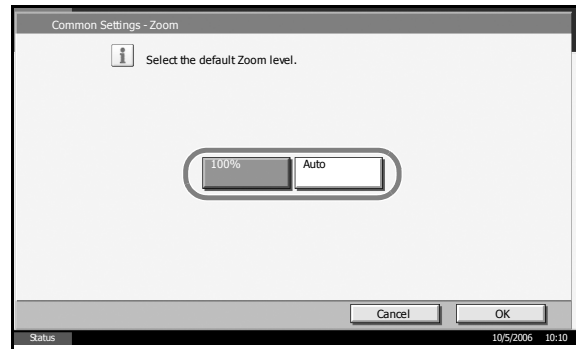 Common Settings - Zoom
Select the default Zoom level.
100%
Auto
Cancel
OK
Status
10/5/2006 10:10